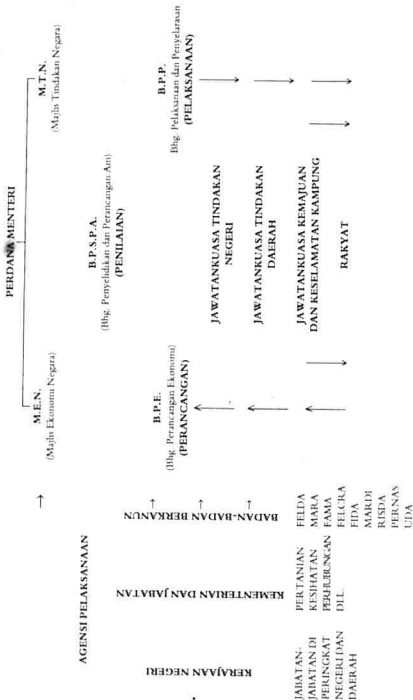 PERDANA MENTERI
M.E.N.
(Majlis Ekonomi Negara)
M.T.N.
(Majlis Tindakan Negara)
B.P.S.P.A.
(Bhg. Penyelidikan dan Perancangan Am)
(PENILAIAN)
B.P.E.
(Bhg. Perancangan Ekonomi)
(PERANCANGAN)
B.P.P.
Bhg. Pelaksanaan dan Penyelarasan
(PELAKSANAAN)
JAWATANKUASA TINDAKAN
NEGERI
JAWATANKUASA TINDAKAN
DAERAH
JAWATANKUASA KEMAJUAN
DAN KESELAMATAN KAMPUNG
RAKYAT
AGENSI PELAKSANAAN
KERAJAAN NEGERI
KEMENTERIAN DAN JABATAN
BADAN-BADAN BERKANUN
JABATAN-
JABATAN DI
PERINGKAT
NEGERI DAN
DAERAH
PERTANIAN
KESIHATAN
PERHUBUNGAN
DLL.
FELDA
MARA
FAMA
FELCRA
FIDA
MARDI
RISDA
PERNAS
UDA